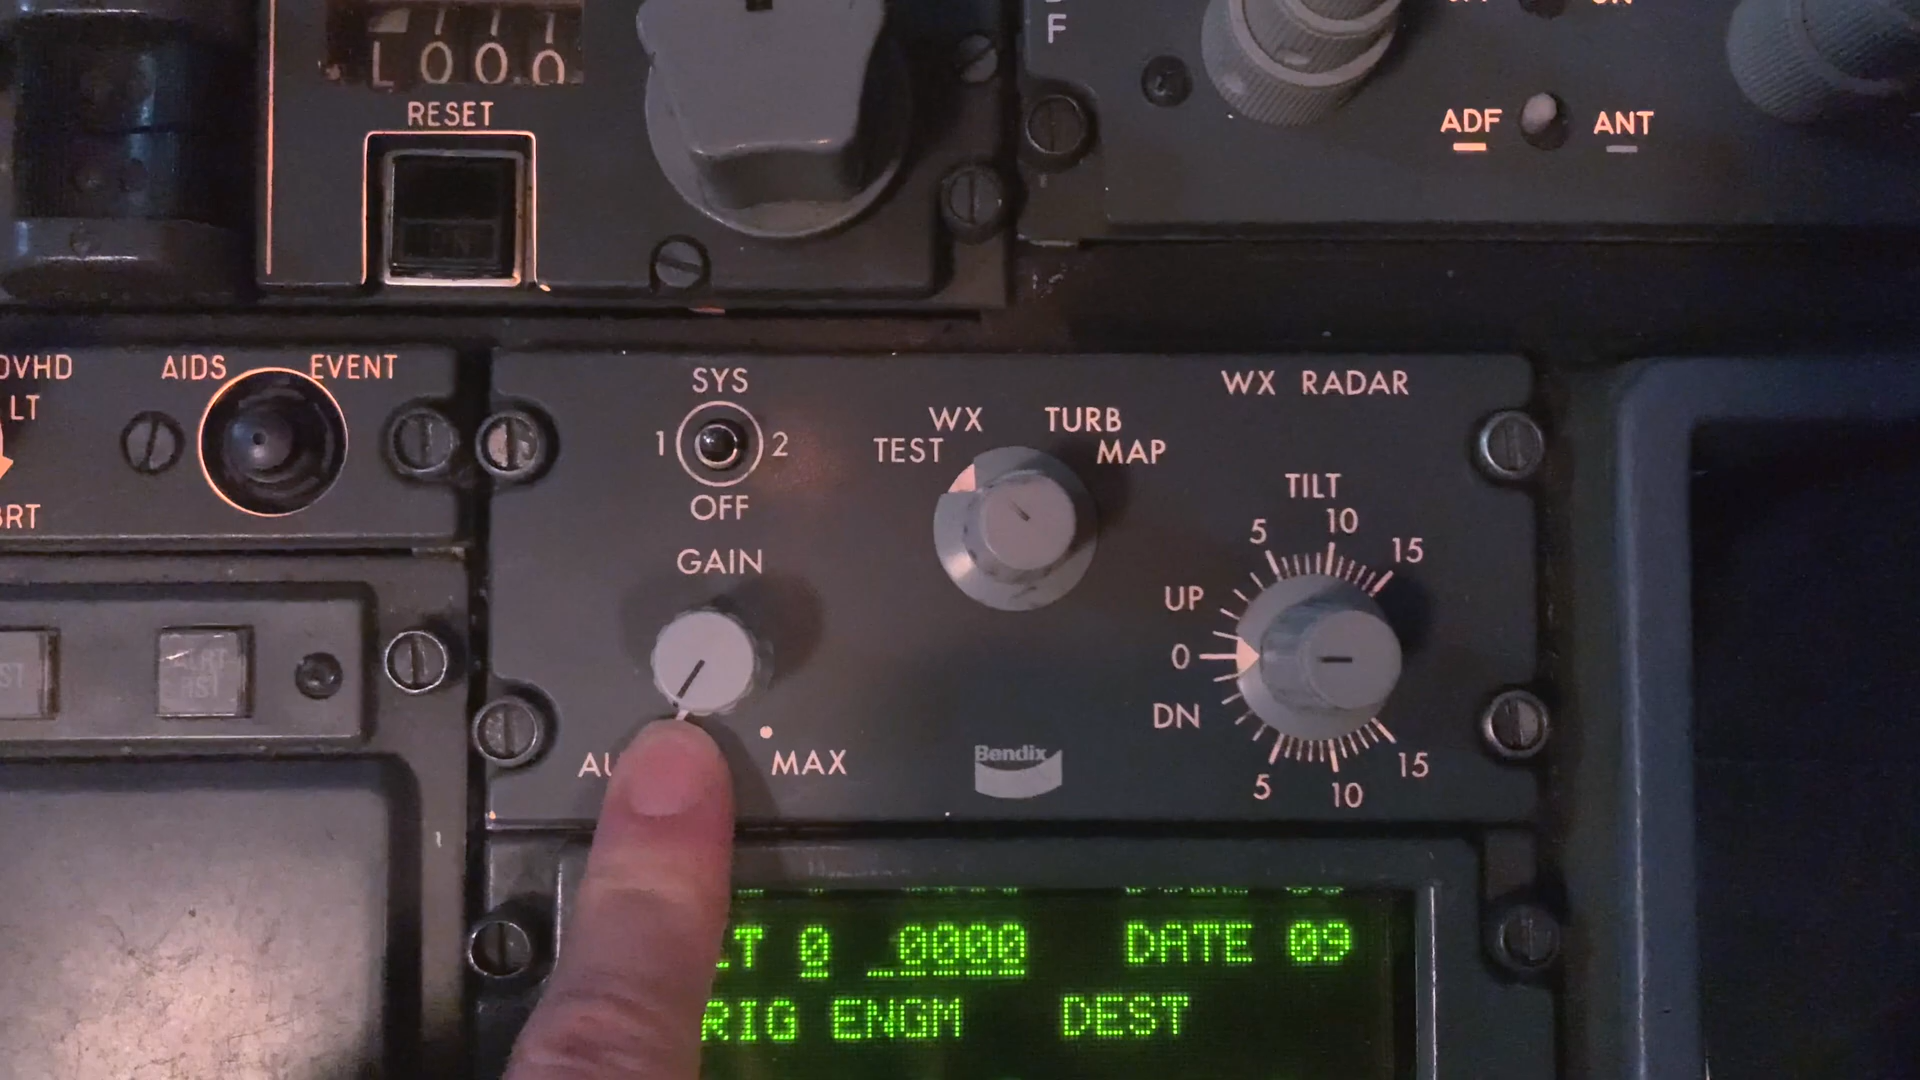 L 0 0 0
RESET
F
ADF ANT
OVHD
LT
AIDS EVENT
SYS
1 2
OFF
WX TURB
TEST MAP
WX RADAR
GAIN
MAX
TILT
5 10 15
UP
0
DN
5 10 15
Bendix
ALRT
RST
LT 0 _0000 DATE 09
RIG ENGM DEST